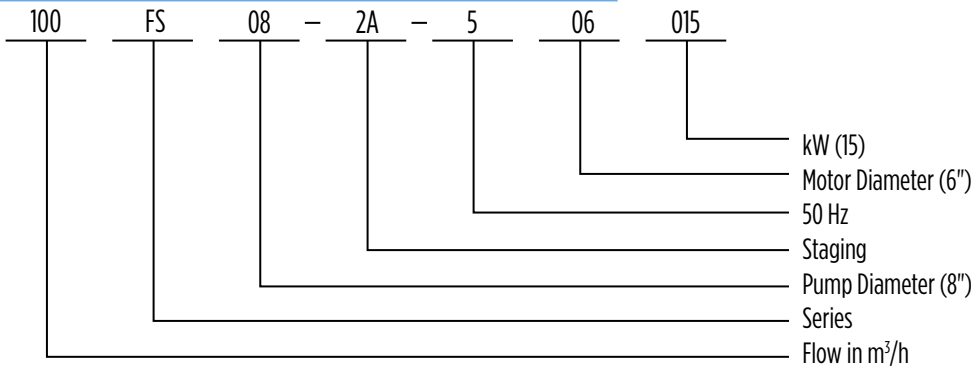 100 FS 08 – 2A – 5 06 015
kW (15)
Motor Diameter (6")
50 Hz
Staging
Pump Diameter (8")
Series
Flow in m³/h